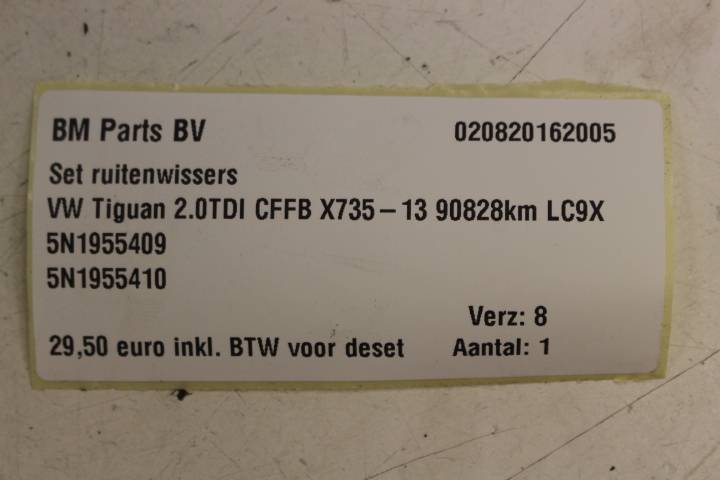 BM Parts BV 020820162005
Set ruitenwissers
VW Tiguan 2.0TDI CFFB X735-13 90828km LC9X
5N1955409
5N1955410
Verz: 8
29,50 euro inkl. BTW voor deset Aantal: 1